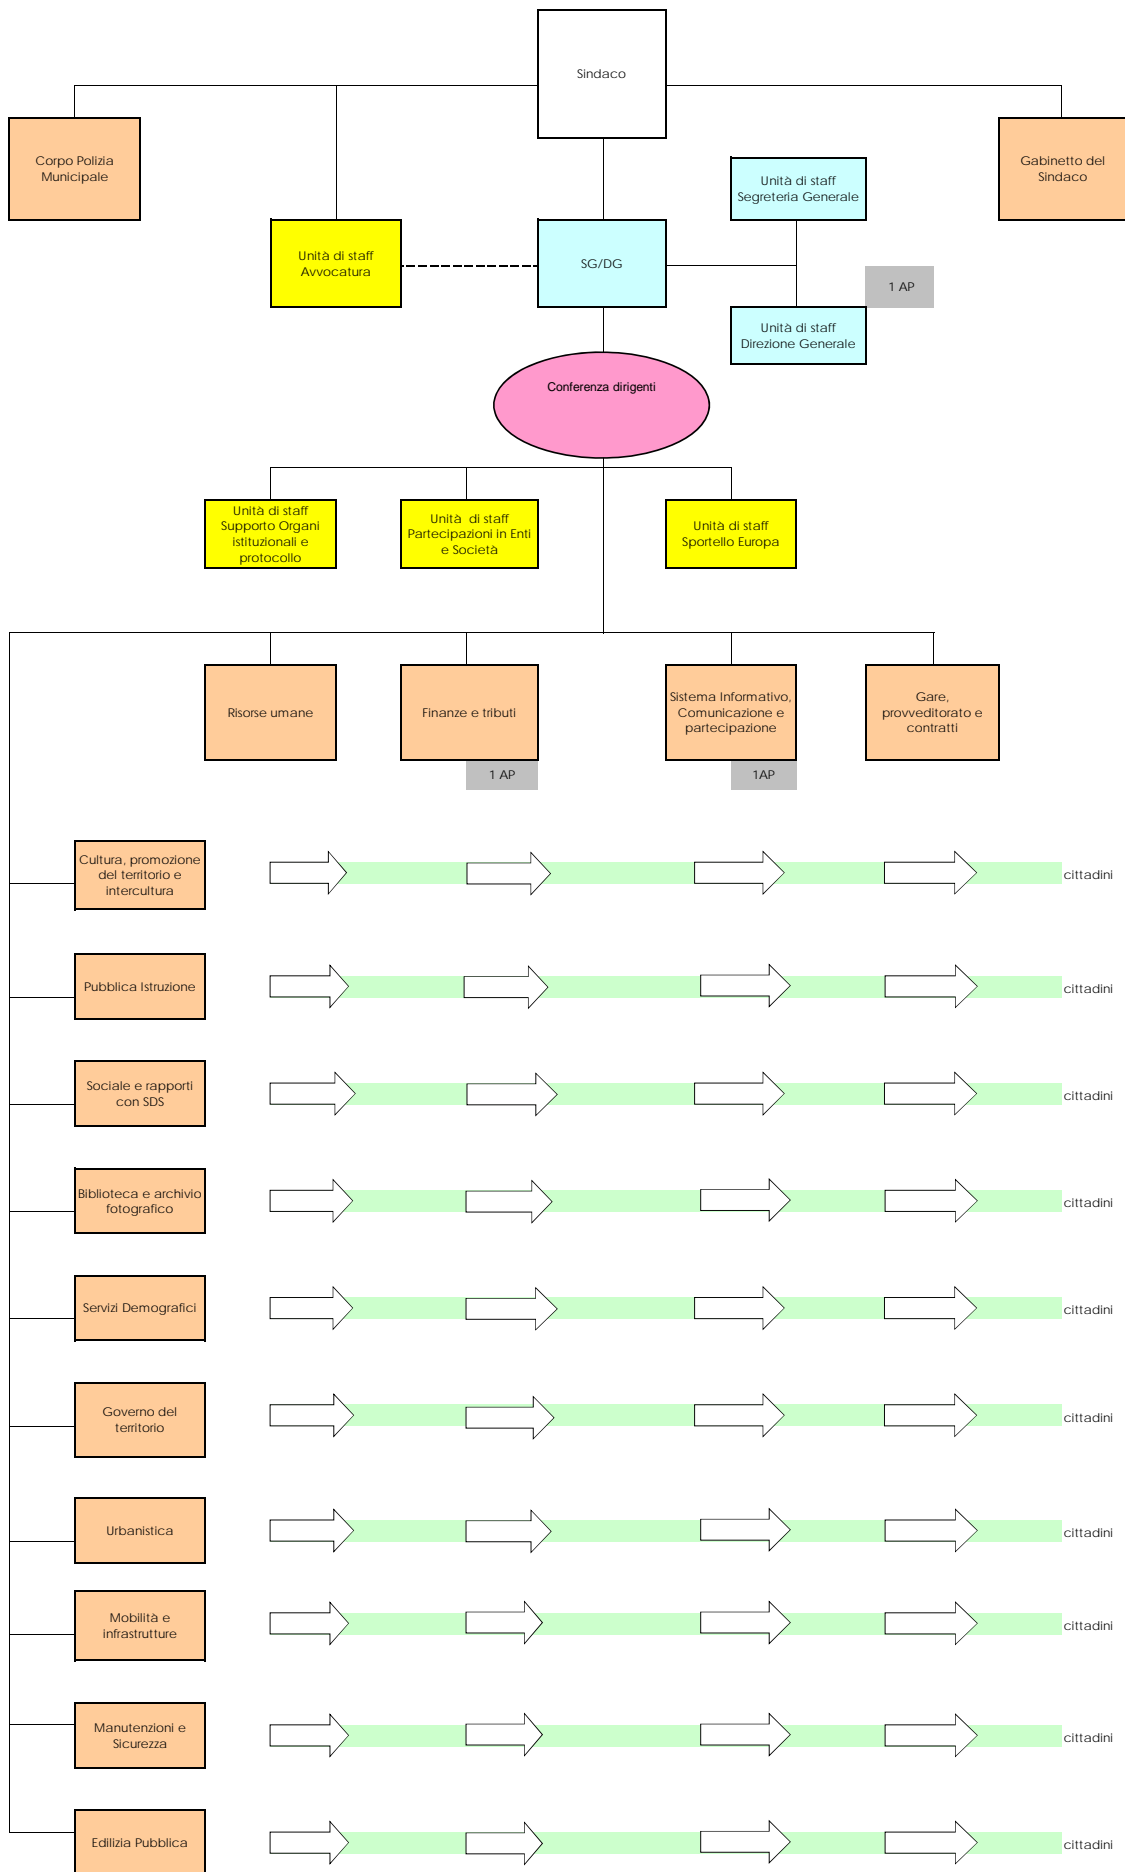 Sindaco
Corpo Polizia
Municipale
Gabinetto del
Sindaco
Unità di staff
Segreteria Generale
Unità di staff
Avvocatura
SG/DG
1 AP
Unità di staff
Direzione Generale
Conferenza dirigenti
Unità di staff
Supporto Organi
istituzionali e
protocollo
Unità di staff
Partecipazioni in Enti
e Società
Unità di staff
Sportello Europa
Risorse umane
Finanze e tributi
Sistema Informativo,
Comunicazione e
partecipazione
Gare,
provveditorato e
contratti
1 AP
1AP
Cultura, promozione
del territorio e
intercultura
cittadini
Pubblica Istruzione
cittadini
Sociale e rapporti
con SDS
cittadini
Biblioteca e archivio
fotografico
cittadini
Servizi Demografici
cittadini
Governo del
territorio
cittadini
Urbanistica
cittadini
Mobilità e
infrastrutture
cittadini
Manutenzioni e
Sicurezza
cittadini
Edilizia Pubblica
cittadini